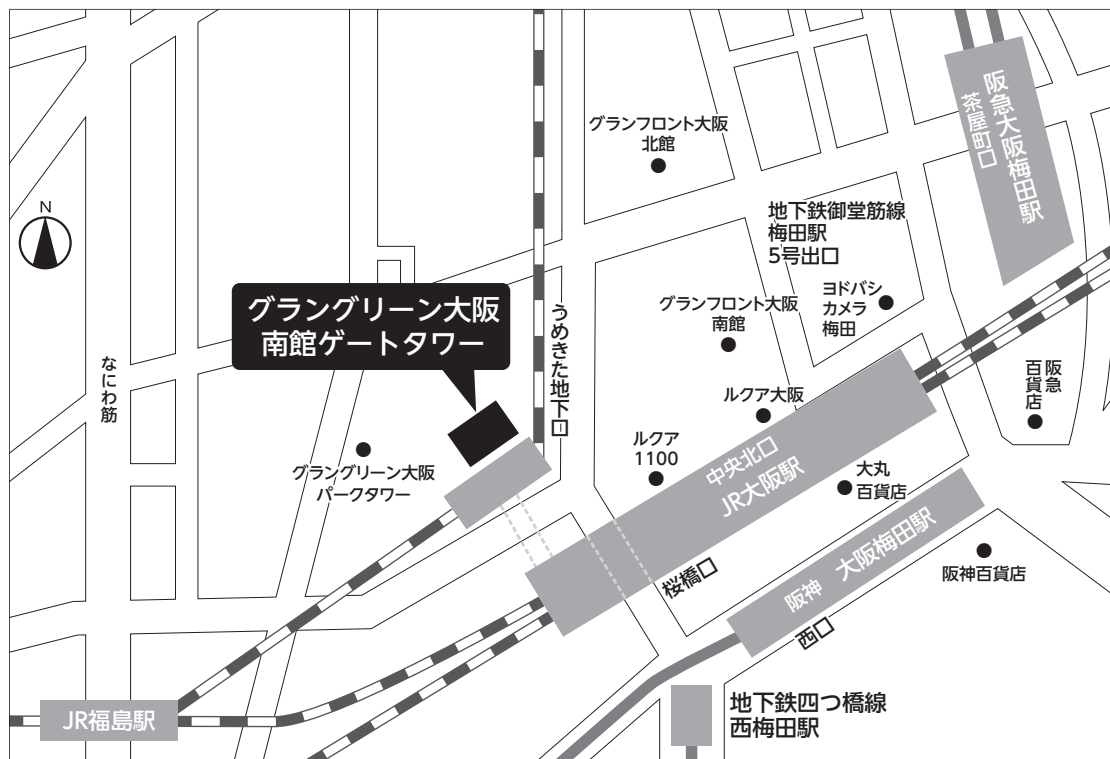 阪急大阪梅田駅
茶屋町口
グランフロント大阪
北館
N
地下鉄御堂筋線
梅田駅
5号出口
グラングリーン大阪
南館ゲートタワー
うめきた地下口
グランフロント大阪
南館
ヨドバシ
カメラ
梅田
なにわ筋
阪急
百貨店
ルクア大阪
ルクア
1100
中央北口
JR大阪駅
グラングリーン大阪
パークタワー
大丸
百貨店
桜橋口
阪神 大阪梅田駅
西口
阪神百貨店
JR福島駅
地下鉄四つ橋線
西梅田駅